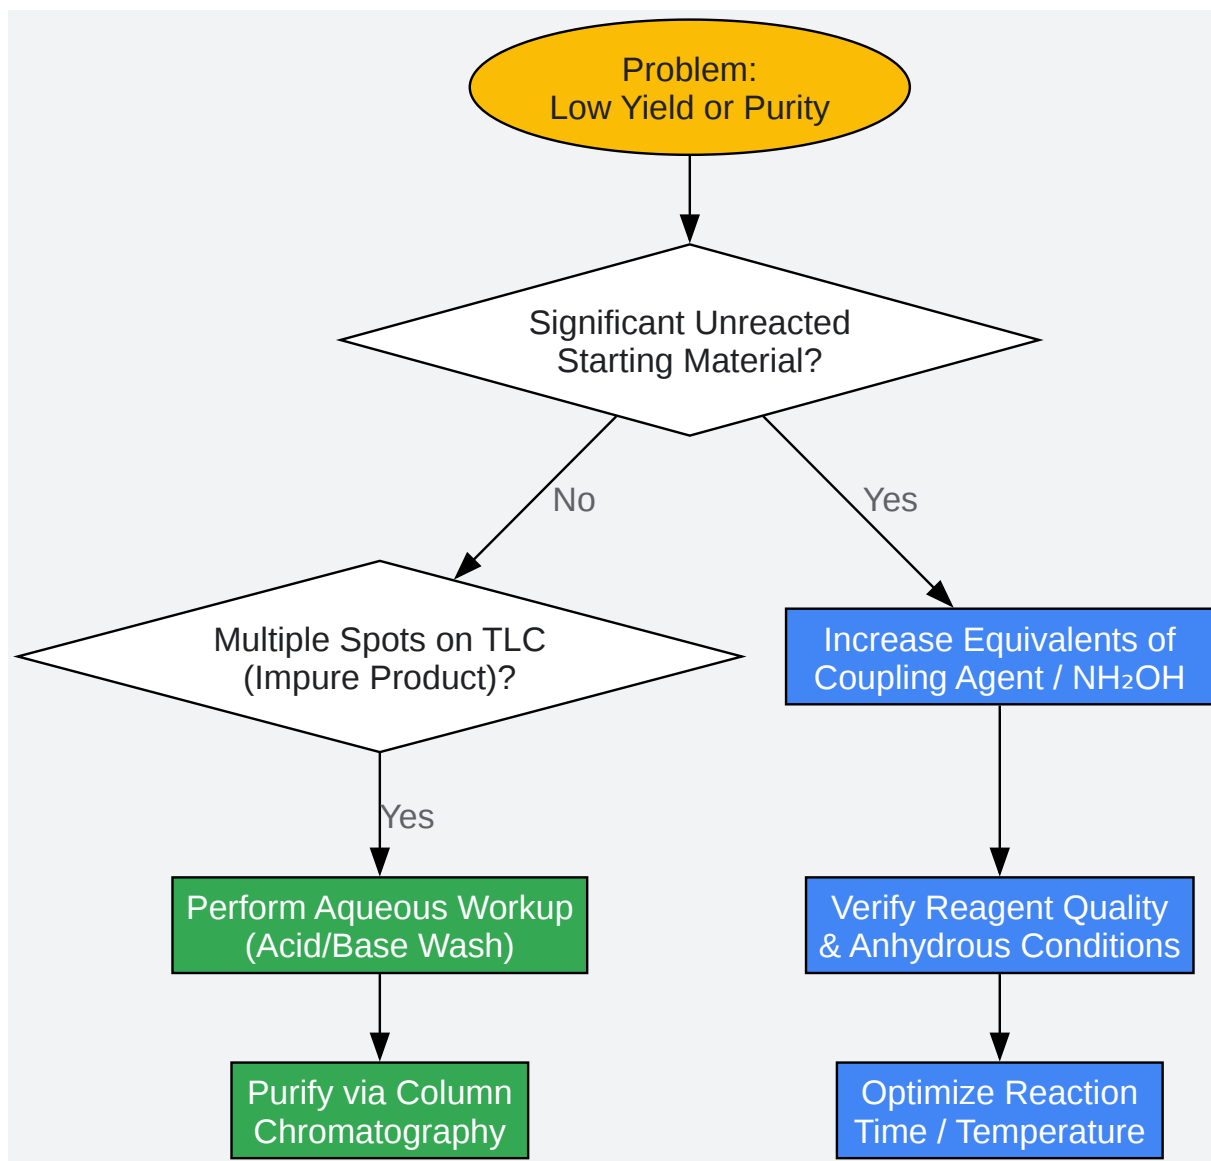 Problem:
Low Yield or Purity
Significant Unreacted
Starting Material?
No
Yes
Multiple Spots on TLC
(Impure Product)?
Increase Equivalents of
Coupling Agent / NH₂OH
Yes
Perform Aqueous Workup
(Acid/Base Wash)
Verify Reagent Quality
& Anhydrous Conditions
Purify via Column
Chromatography
Optimize Reaction
Time / Temperature